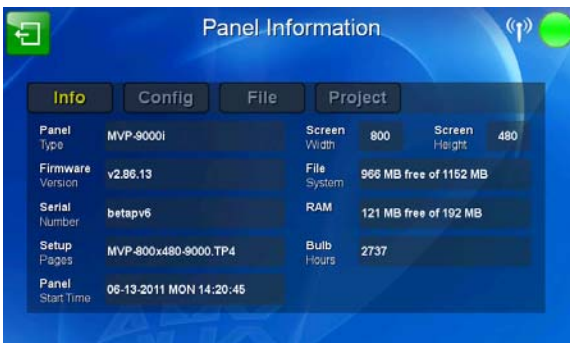 Panel Information
Info Config File Project
Panel Type MVP-9000i Screen Width 800 Screen Height 480
Firmware Version v2.86.13 File System 966 MB free of 1152 MB
Serial Number betapv6 RAM 121 MB free of 192 MB
Setup Pages MVP-800x480-9000.TP4 Bulb Hours 2737
Panel Start Time 06-13-2011 MON 14:20:45